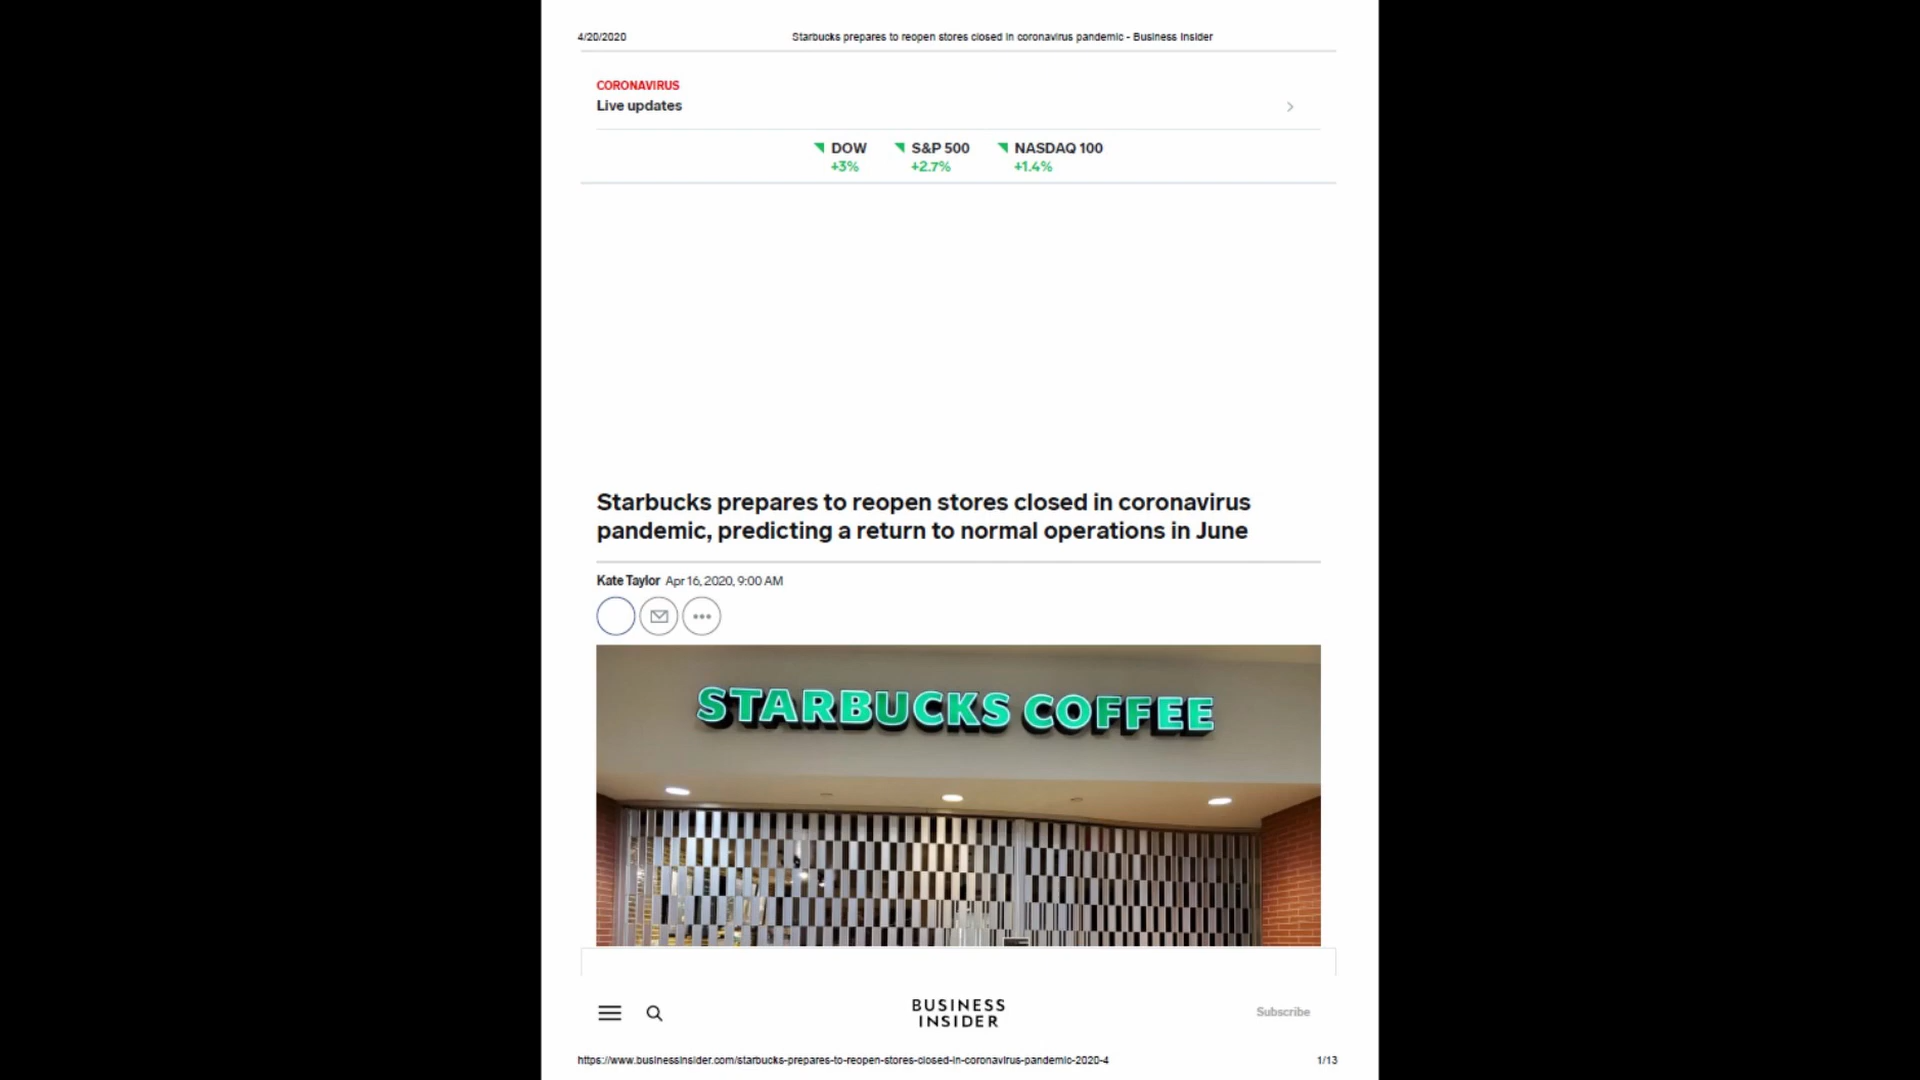 4/20/2020 Starbucks prepares to reopen stores closed in coronavirus pandemic - Business Insider
CORONAVIRUS
Live updates
DOW S&P 500 NASDAQ 100
+3% +2.7% +1.4%
Starbucks prepares to reopen stores closed in coronavirus
pandemic, predicting a return to normal operations in June
Kate Taylor Apr 16, 2020, 9:00 AM
STARBUCKS COFFEE
BUSINESS
INSIDER
Subscribe
https://www.businessinsider.com/starbucks-prepares-to-reopen-stores-closed-in-coronavirus-pandemic-2020-4 1/13